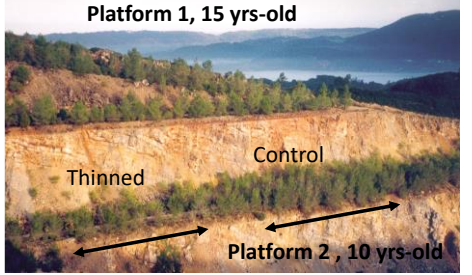 Platform 1, 15 yrs-old
Control
Thinned
Platform 2 , 10 yrs-old